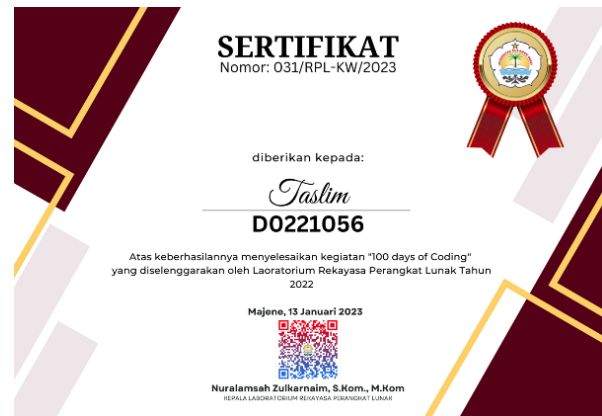 SERTIFIKAT
Nomor: 031/RPL-KW/2023
diberikan kepada:
Taslim
D0221056
Atas keberhasilannya menyelesaikan kegiatan "100 days of Coding"
yang diselenggarakan oleh Laoratorium Rekayasa Perangkat Lunak Tahun
2022
Majene, 13 Januari 2023
Nuralamsah Zulkarnaim, S.Kom., M.Kom
KEPALA LABORATORIUM REKAYASA PERANGKAT LUNAK